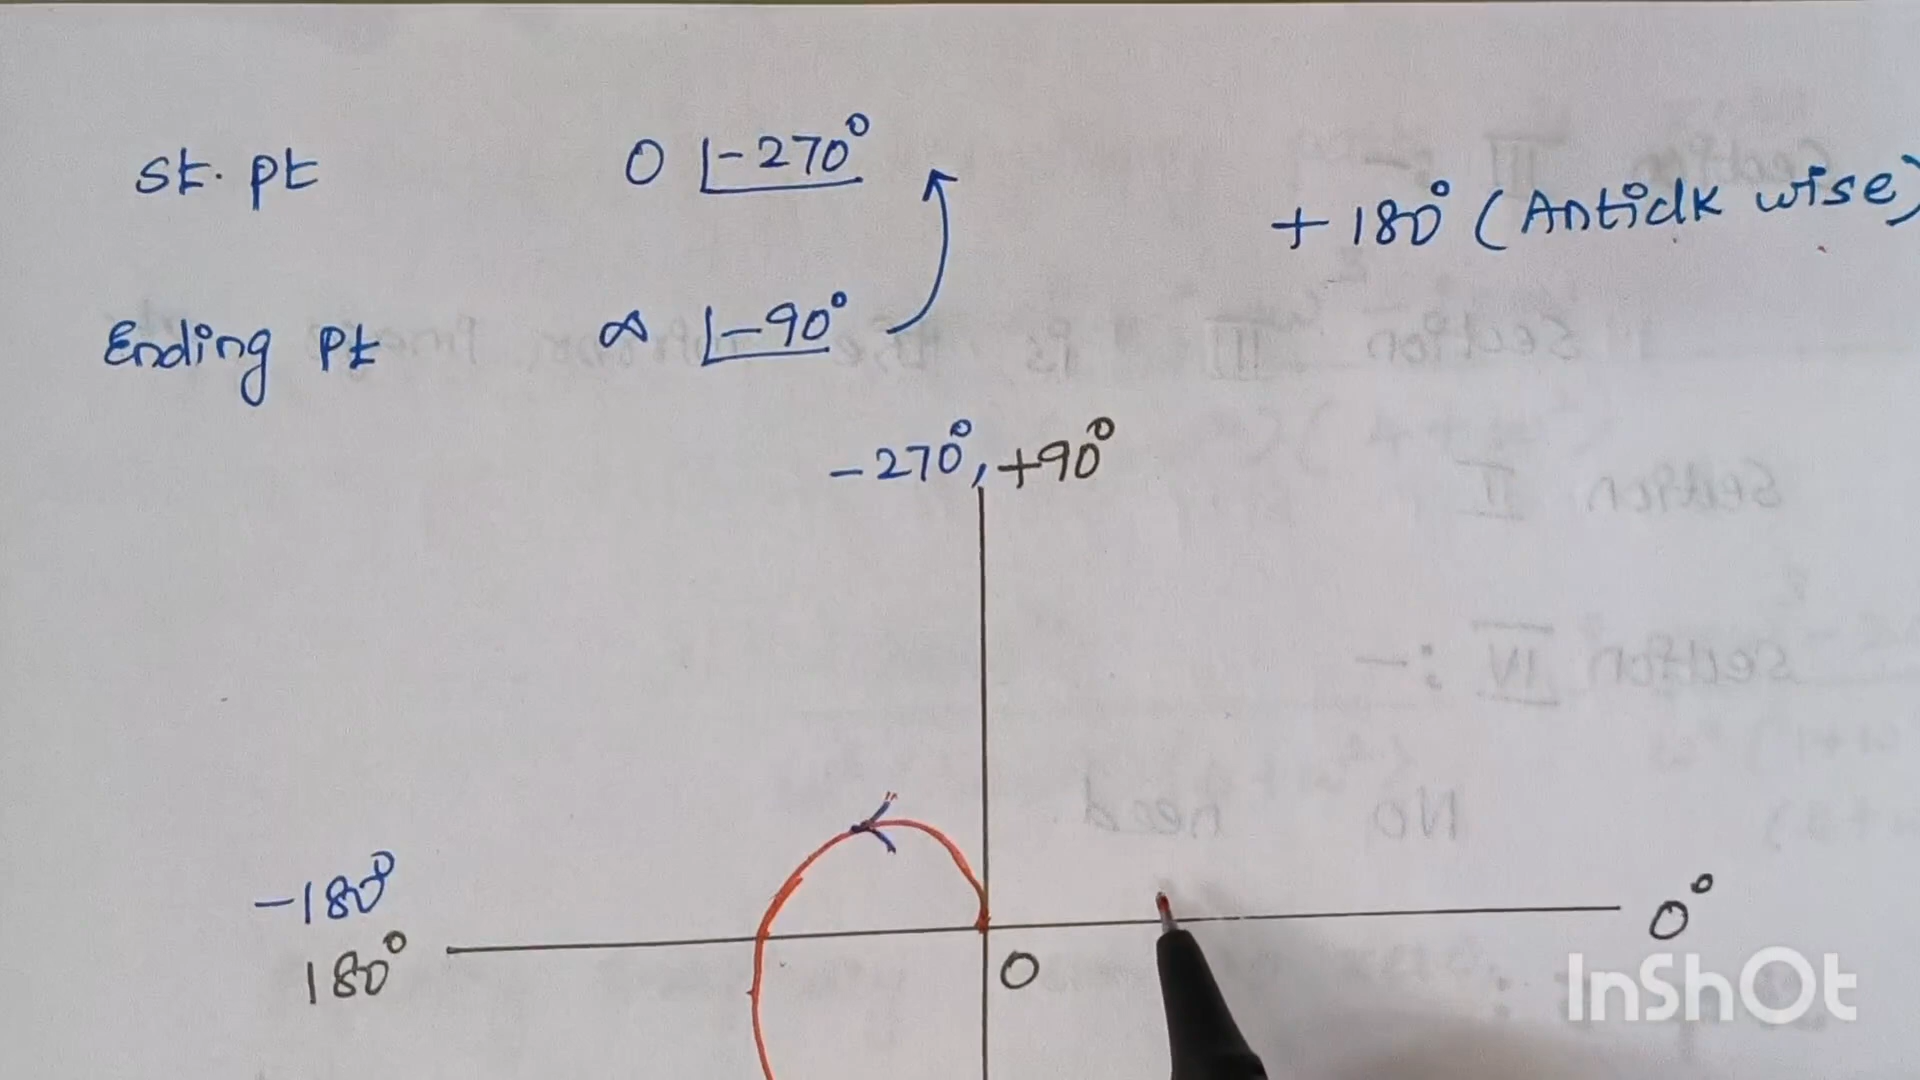 St. Pt 0 ∠-270°
+180° (Anticlk wise)
Ending Pt ∞ ∠-90°
-270°, +90°
-180°
180°
0°
0
InShOt